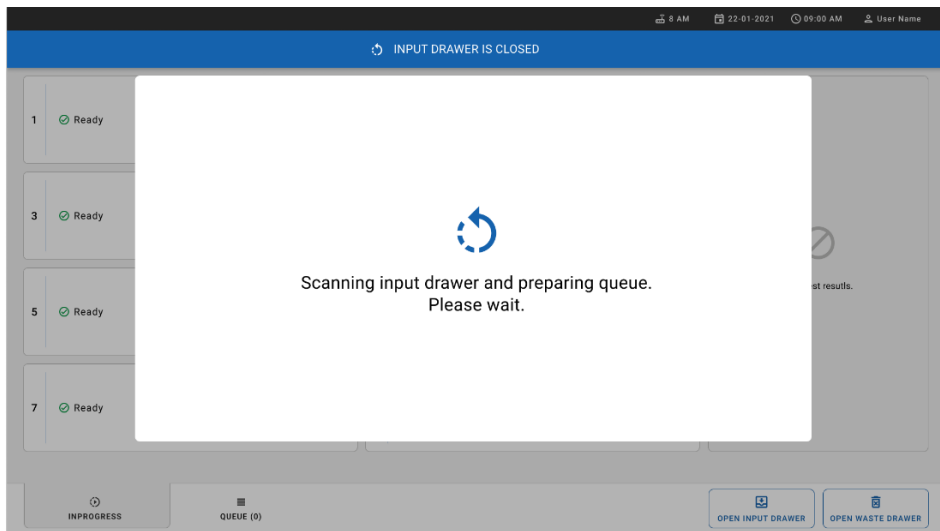 8 AM 22-01-2021 09:00 AM User Name
INPUT DRAWER IS CLOSED
1 Ready
3 Ready
5 Ready
7 Ready
Scanning input drawer and preparing queue.
Please wait.
st resutls.
INPROGRESS
QUEUE (0)
OPEN INPUT DRAWER
OPEN WASTE DRAWER